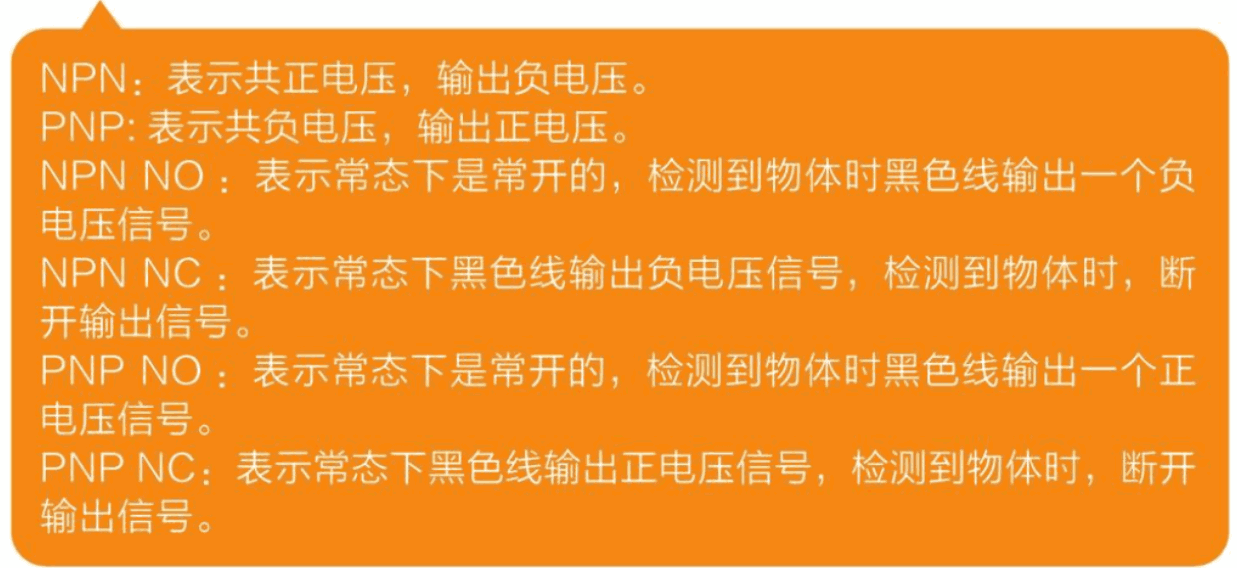 NPN：表示共正电压，输出负电压。
PNP: 表示共负电压，输出正电压。
NPN NO ：表示常态下是常开的，检测到物体时黑色线输出一个负
电压信号。
NPN NC ：表示常态下黑色线输出负电压信号，检测到物体时，断
开输出信号。
PNP NO ：表示常态下是常开的，检测到物体时黑色线输出一个正
电压信号。
PNP NC：表示常态下黑色线输出正电压信号，检测到物体时，断开
输出信号。